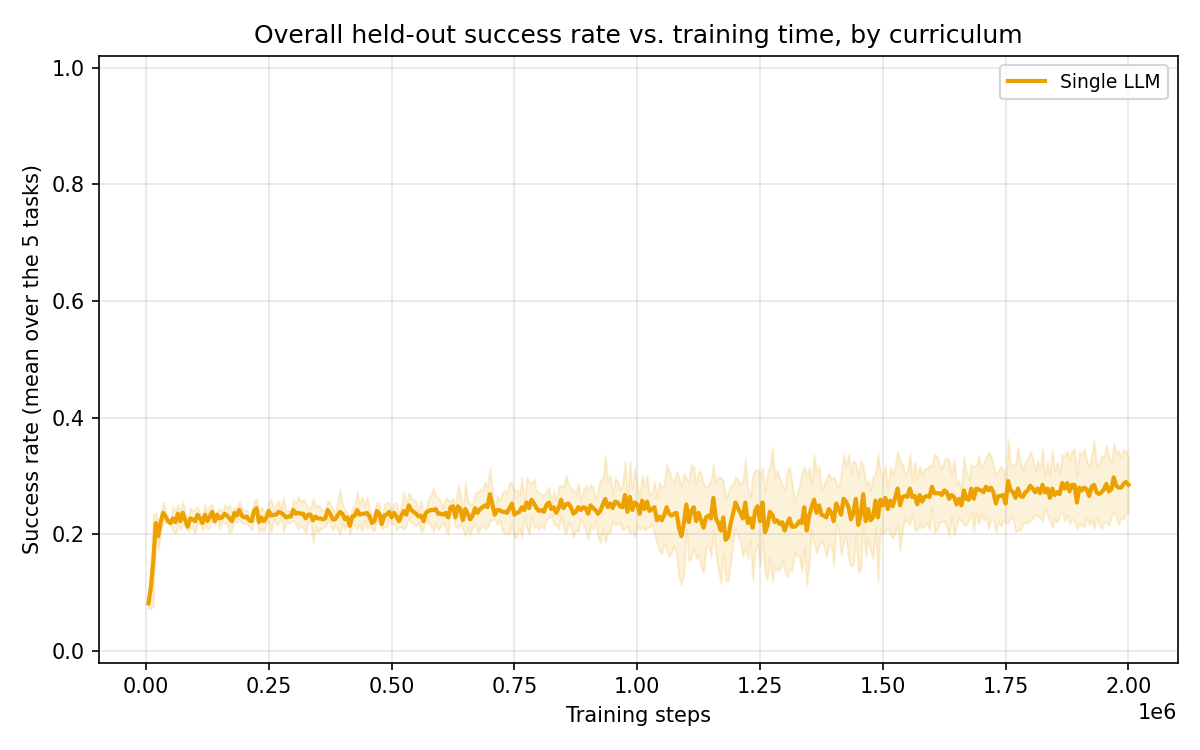 Overall held-out success rate vs. training time, by curriculum
Single LLM
Success rate (mean over the 5 tasks)
1.0
0.8
0.6
0.4
0.2
0.0
0.00 0.25 0.50 0.75 1.00 1.25 1.50 1.75 2.00
1e6
Training steps